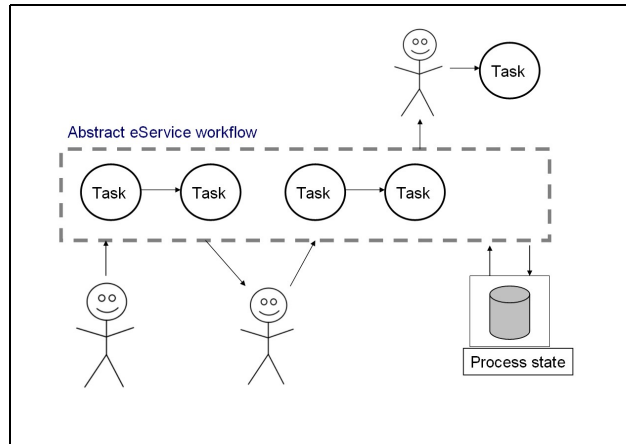 Task
Abstract eService workflow
Task
Task
Task
Task
Process state